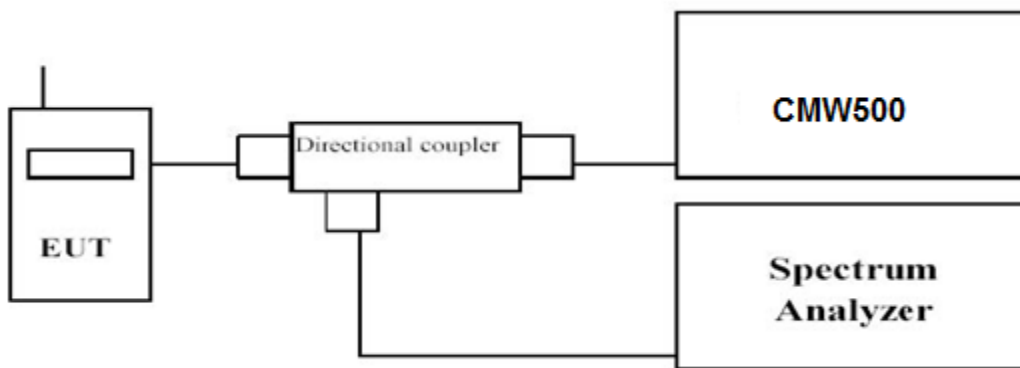 EUT
Directional coupler
CMW500
Spectrum
Analyzer